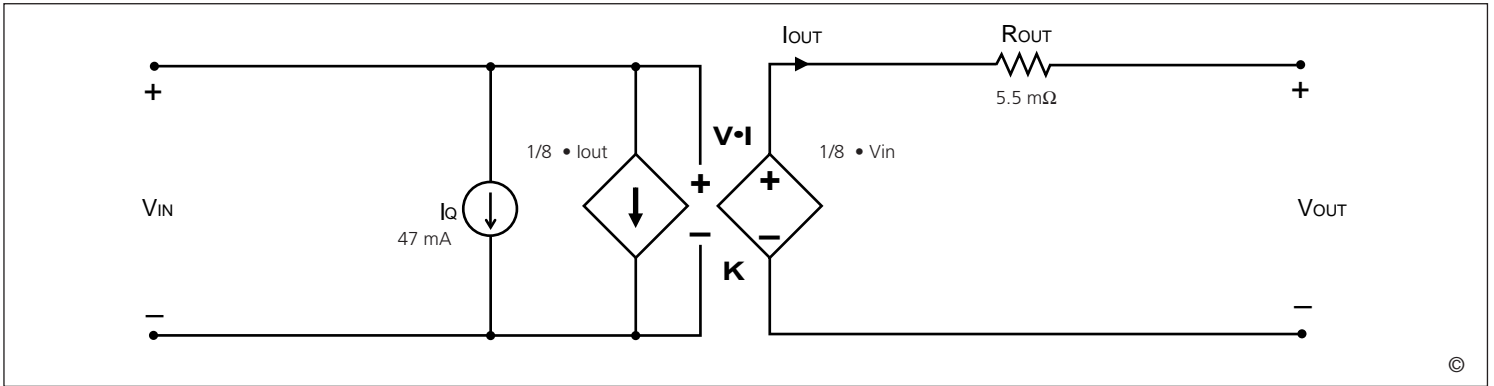 IOUT
ROUT
5.5 mΩ
+
+
V•I
1/8 • Iout
1/8 • Vin
+
+
VIN
IQ
47 mA
VOUT
–
–
K
–
–
©